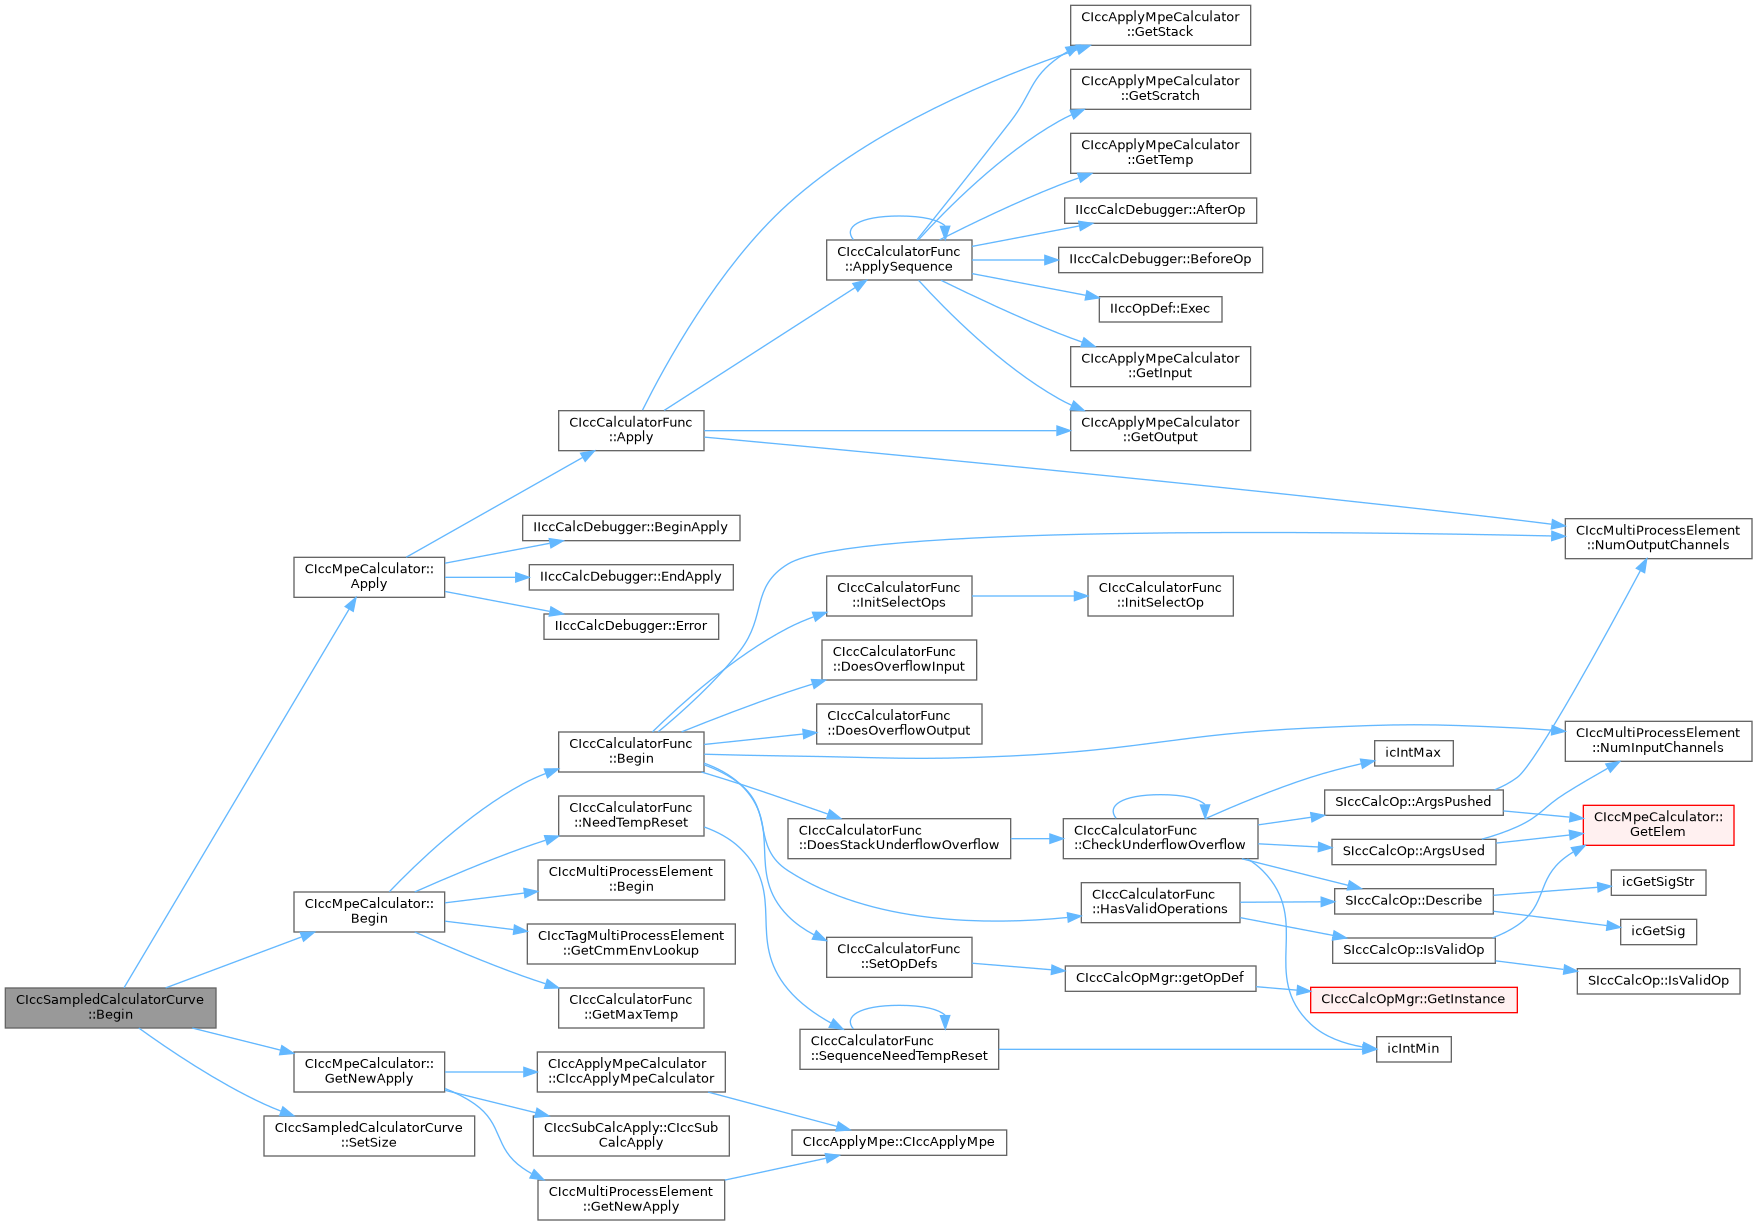 CIccApplyMpeCalculator
::GetStack
CIccApplyMpeCalculator
::GetScratch
CIccApplyMpeCalculator
::GetTemp
IIccCalcDebugger::AfterOp
CIccCalculatorFunc
::ApplySequence
IIccCalcDebugger::BeforeOp
IIccOpDef::Exec
CIccApplyMpeCalculator
::GetInput
CIccCalculatorFunc
::Apply
CIccApplyMpeCalculator
::GetOutput
IIccCalcDebugger::BeginApply
CIccMultiProcessElement
::NumOutputChannels
CIccMpeCalculator::
Apply
IIccCalcDebugger::EndApply
IIccCalcDebugger::Error
CIccCalculatorFunc
::InitSelectOps
CIccCalculatorFunc
::InitSelectOp
CIccCalculatorFunc
::DoesOverflowInput
CIccCalculatorFunc
::DoesOverflowOutput
CIccCalculatorFunc
::Begin
CIccMultiProcessElement
::NumInputChannels
icIntMax
CIccCalculatorFunc
::NeedTempReset
SIccCalcOp::ArgsPushed
CIccMpeCalculator::
GetElem
CIccCalculatorFunc
::DoesStackUnderflowOverflow
CIccCalculatorFunc
::CheckUnderflowOverflow
SIccCalcOp::ArgsUsed
CIccMultiProcessElement
::Begin
icGetSigStr
CIccMpeCalculator::
Begin
CIccCalculatorFunc
::HasValidOperations
SIccCalcOp::Describe
icGetSig
CIccTagMultiProcessElement
::GetCmmEnvLookup
CIccCalculatorFunc
::SetOpDefs
SIccCalcOp::IsValidOp
CIccCalcOpMgr::getOpDef
SIccCalcOp::IsValidOp
CIccSampledCalculatorCurve
::Begin
CIccCalculatorFunc
::GetMaxTemp
CIccCalcOpMgr::GetInstance
CIccCalculatorFunc
::SequenceNeedTempReset
icIntMin
CIccMpeCalculator::
GetNewApply
CIccApplyMpeCalculator
::CIccApplyMpeCalculator
CIccSampledCalculatorCurve
::SetSize
CIccSubCalcApply::CIccSub
CalcApply
CIccApplyMpe::CIccApplyMpe
CIccMultiProcessElement
::GetNewApply